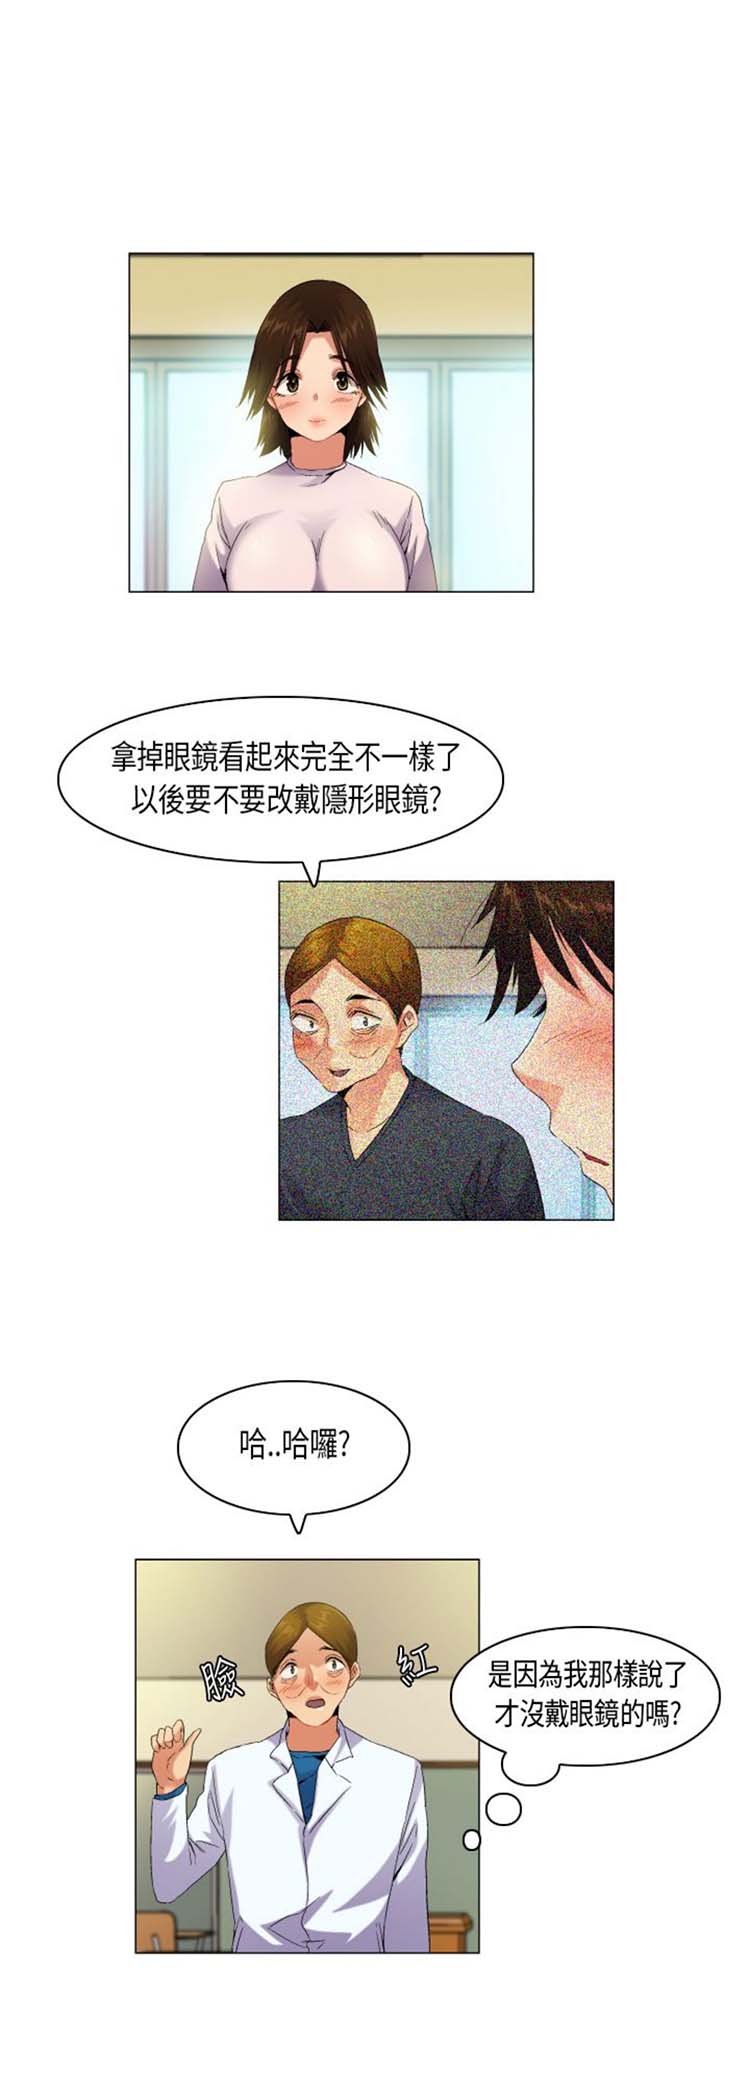 拿掉眼鏡看起來完全不一樣了
以後要不要改戴隱形眼鏡?
哈..哈囉?
臉紅
是因為我那樣說了
才沒戴眼鏡的嗎?